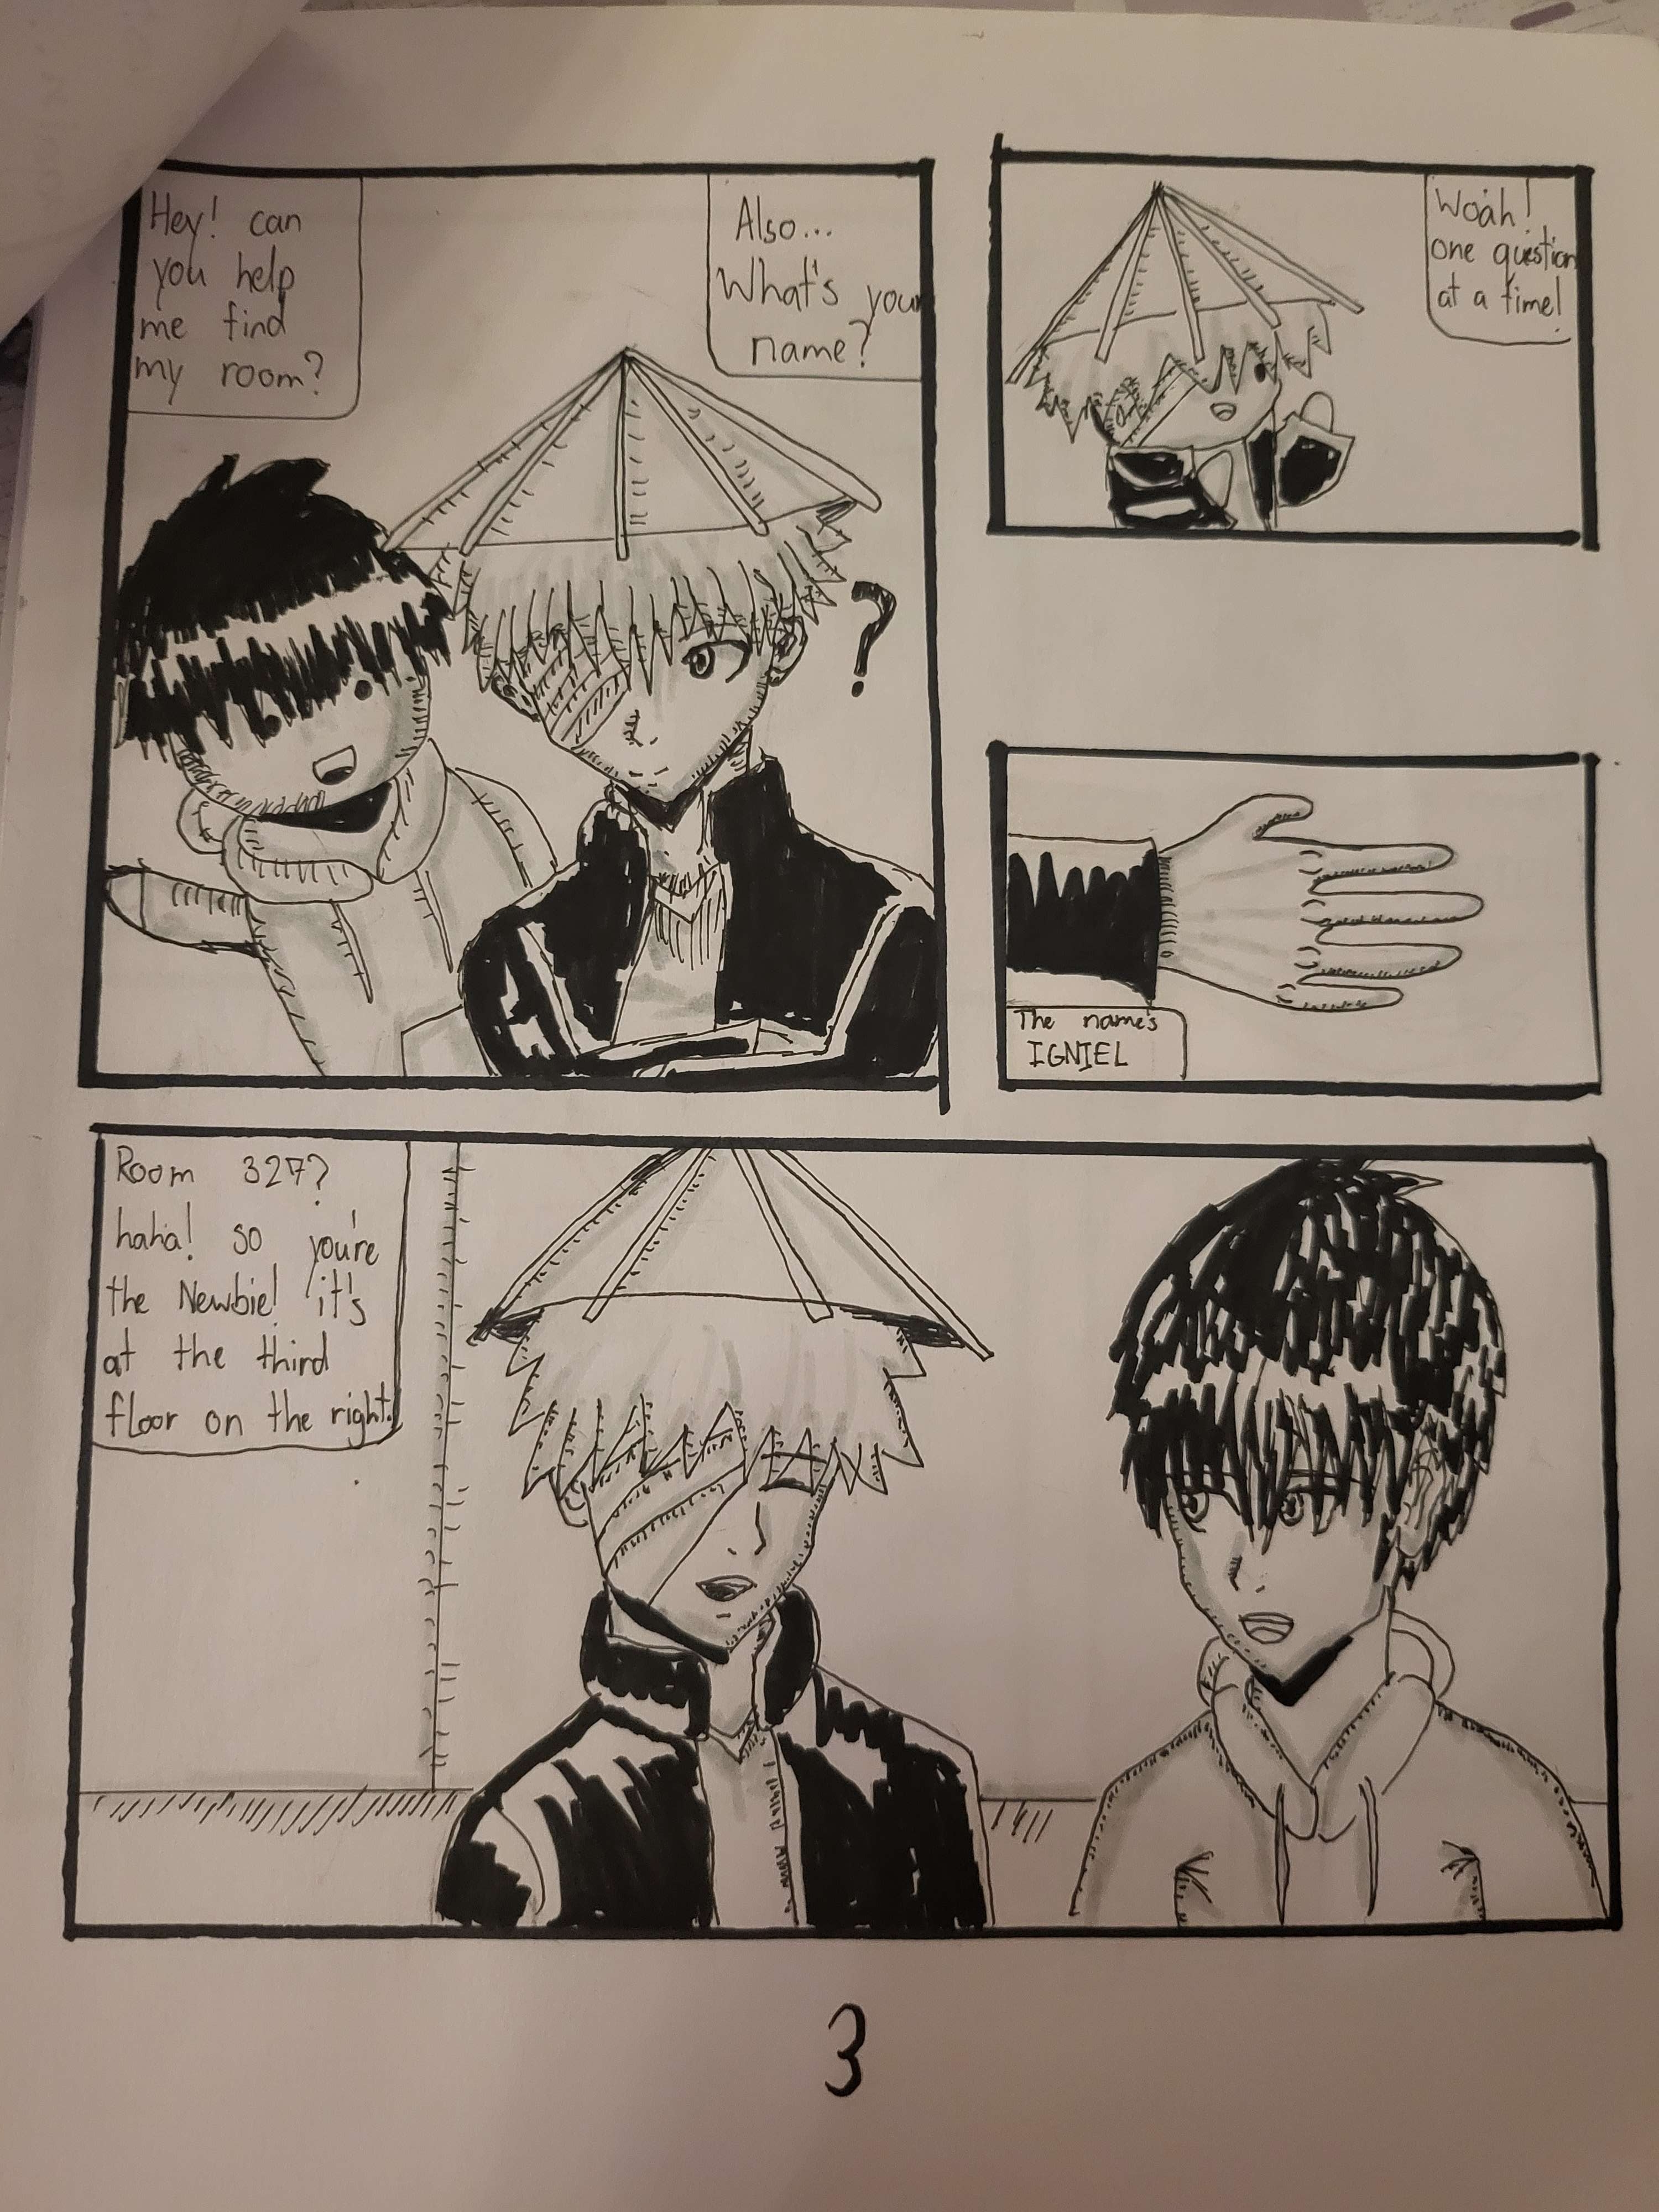 Hey! can
you help
me find
my room?
Also...
What's your
name?
?
Woah!
one question
at a time!
The name's
IGNIEL
Room 327?
haha! so you're
the Newbie! it's
at the third
floor on the right.
3